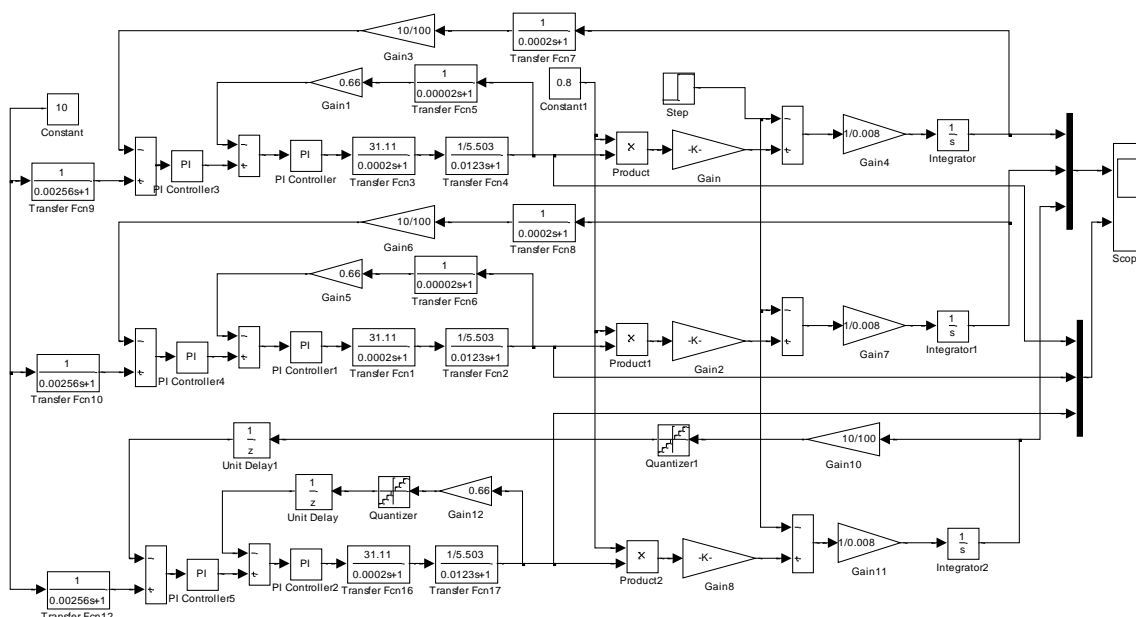 1
0.0002s+1
Transfer Fcn7
10/100
Gain3
1
0.00002s+1
Transfer Fcn5
0.66
Gain1
0.8
Constant1
Step
10
Constant
PI
PI Controller3
PI
PI Controller
31.11
0.0002s+1
Transfer Fcn3
1/5.503
0.0123s+1
Transfer Fcn4
×
Product
-K-
Gain
1/0.008
Gain4
1
s
Integrator
1
0.00256s+1
Transfer Fcn9
10/100
Gain6
1
0.0002s+1
Transfer Fcn8
Scop
0.66
Gain5
1
0.00002s+1
Transfer Fcn6
1
0.00256s+1
Transfer Fcn10
PI
PI Controller4
PI
PI Controller1
31.11
0.0002s+1
Transfer Fcn1
1/5.503
0.0123s+1
Transfer Fcn2
×
Product1
-K-
Gain2
1/0.008
Gain7
1
s
Integrator1
1
z
Unit Delay1
Quantizer1
10/100
Gain10
1
z
Unit Delay
Quantizer
0.66
Gain12
1
0.00256s+1
Transfer Fcn12
PI
PI Controller5
PI
PI Controller2
31.11
0.0002s+1
Transfer Fcn16
1/5.503
0.0123s+1
Transfer Fcn17
×
Product2
-K-
Gain8
1/0.008
Gain11
1
s
Integrator2